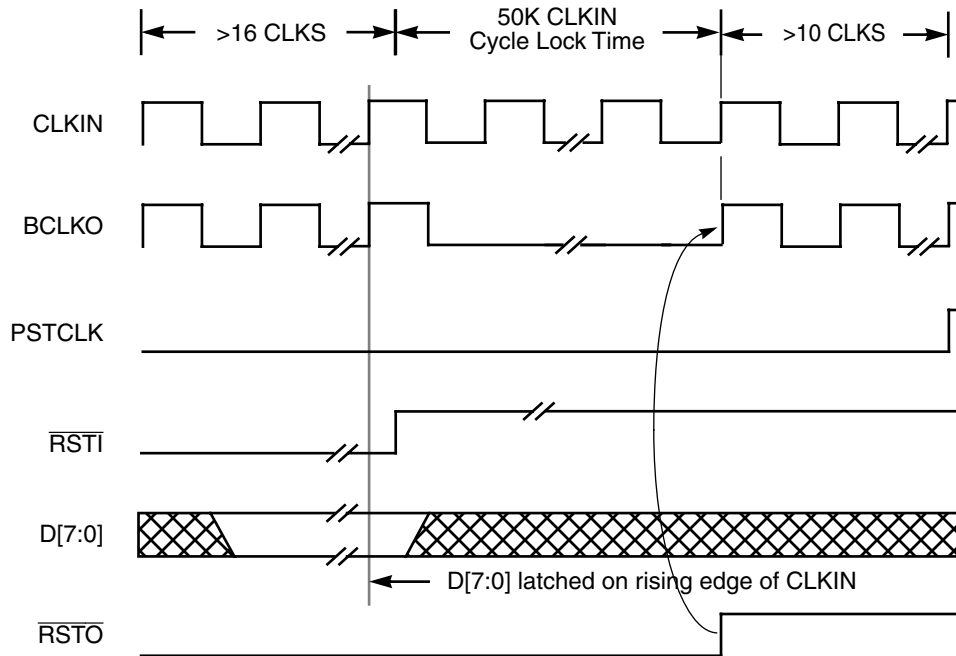 >16 CLKS
50K CLKIN
Cycle Lock Time
>10 CLKS
CLKIN
BCLKO
PSTCLK
RSTI
D[7:0]
D[7:0] latched on rising edge of CLKIN
RSTO